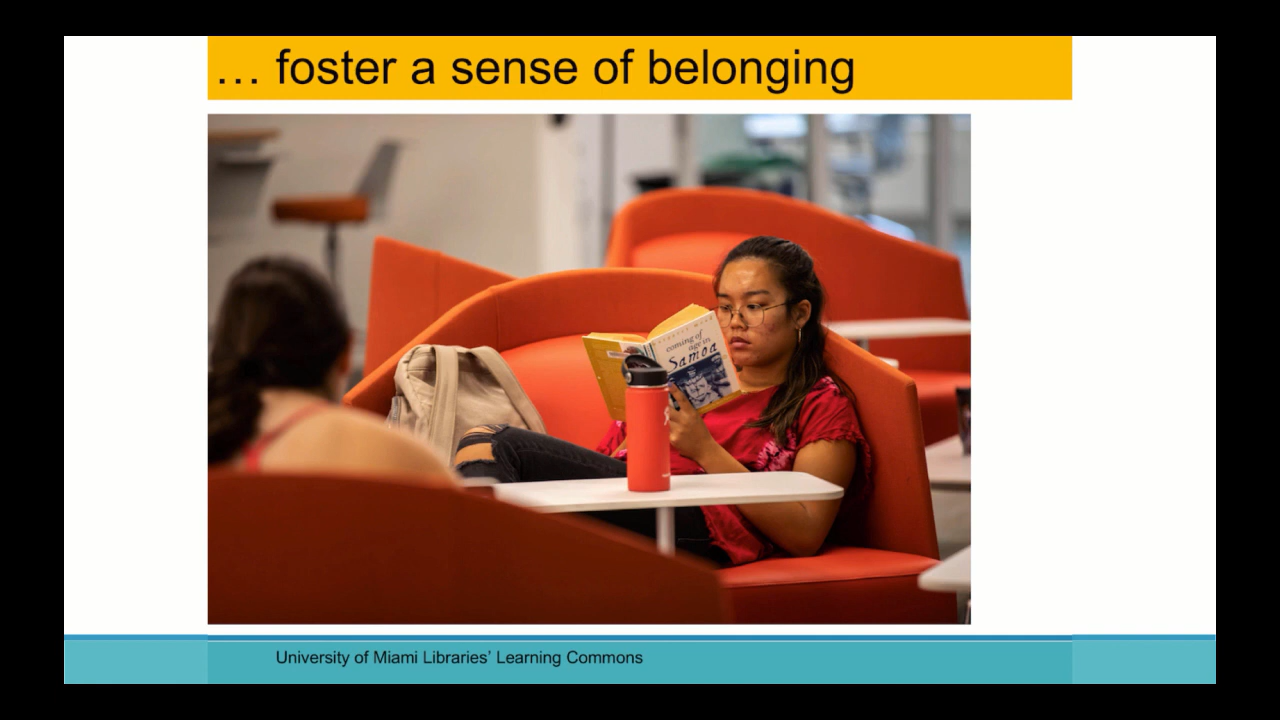 … foster a sense of belonging
coming of
age in
Samoa
University of Miami Libraries’ Learning Commons